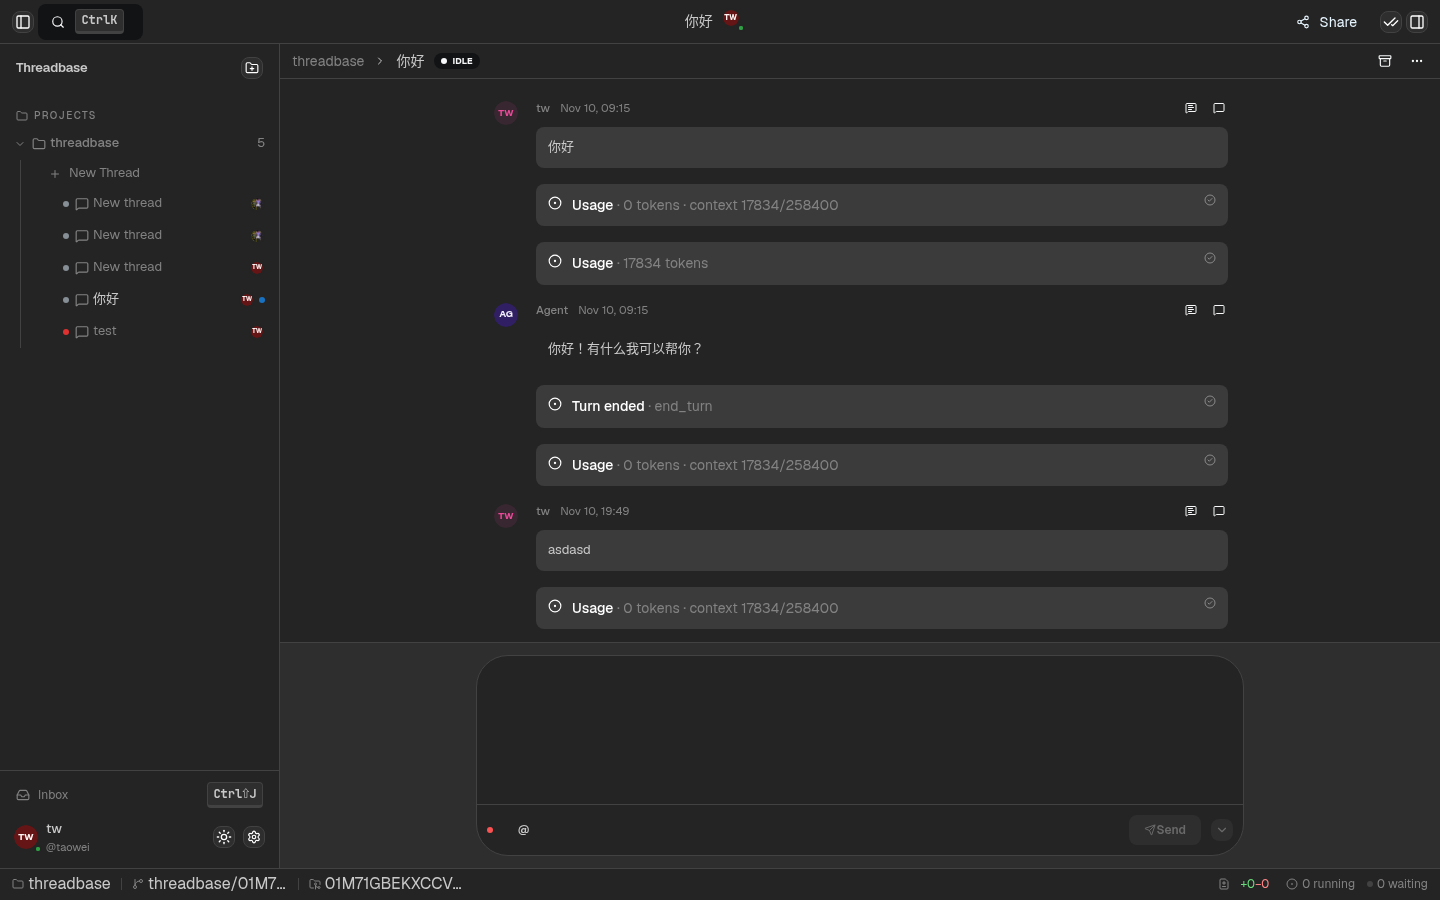 CtrlK
你好 TW
Share
Threadbase
PROJECTS
threadbase 5
New Thread
New thread
New thread
New thread TW
你好 TW
test TW
Inbox Ctrl⇧J
TW tw
@taowei
threadbase > 你好 IDLE
TW tw Nov 10, 09:15
你好
Usage · 0 tokens · context 17834/258400
Usage · 17834 tokens
AG Agent Nov 10, 09:15
你好！有什么我可以帮你？
Turn ended · end_turn
Usage · 0 tokens · context 17834/258400
TW tw Nov 10, 19:49
asdasd
Usage · 0 tokens · context 17834/258400
@ Send
threadbase threadbase/01M7... 01M71GBEKXCCV... +0−0 0 running 0 waiting